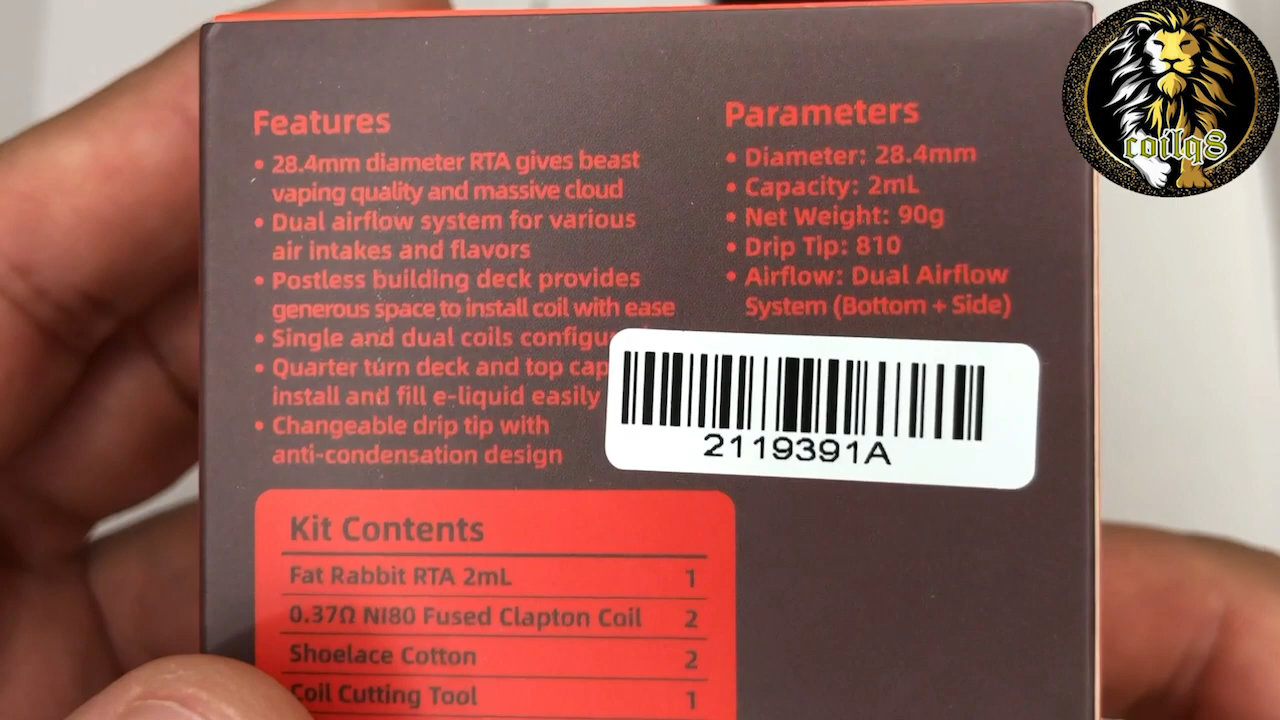 Features
• 28.4mm diameter RTA gives beast
vaping quality and massive cloud
• Dual airflow system for various
air intakes and flavors
• Postless building deck provides
generous space to install coil with ease
• Single and dual coils
• Quarter turn deck and top cap
install and fill e-liquid easily
• Changeable drip tip with
anti-condensation design
Parameters
• Diameter: 28.4mm
• Capacity: 2mL
• Net Weight: 90g
• Drip Tip: 810
• Airflow: Dual Airflow
System (Bottom + Side)
2119391A
Kit Contents
Fat Rabbit RTA 2mL 1
0.37Ω NI80 Fused Clapton Coil 2
Shoelace Cotton 2
Coil Cutting Tool 1
coilq8